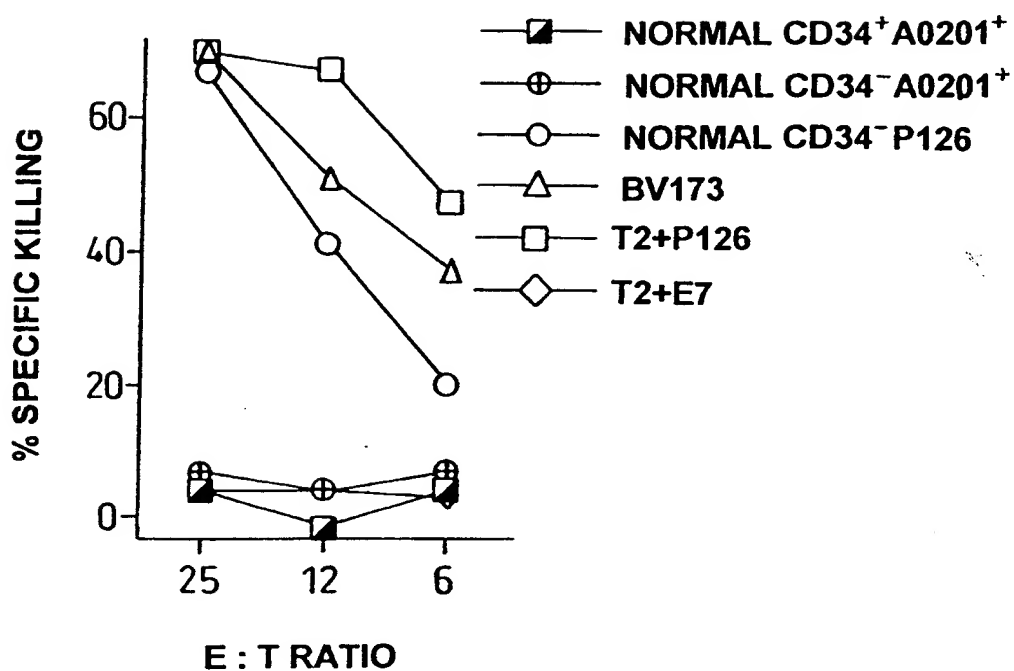 NORMAL CD34+A0201+
NORMAL CD34-A0201+
NORMAL CD34-P126
BV173
T2+P126
T2+E7
% SPECIFIC KILLING
60
40
20
0
25 12 6
E : T RATIO